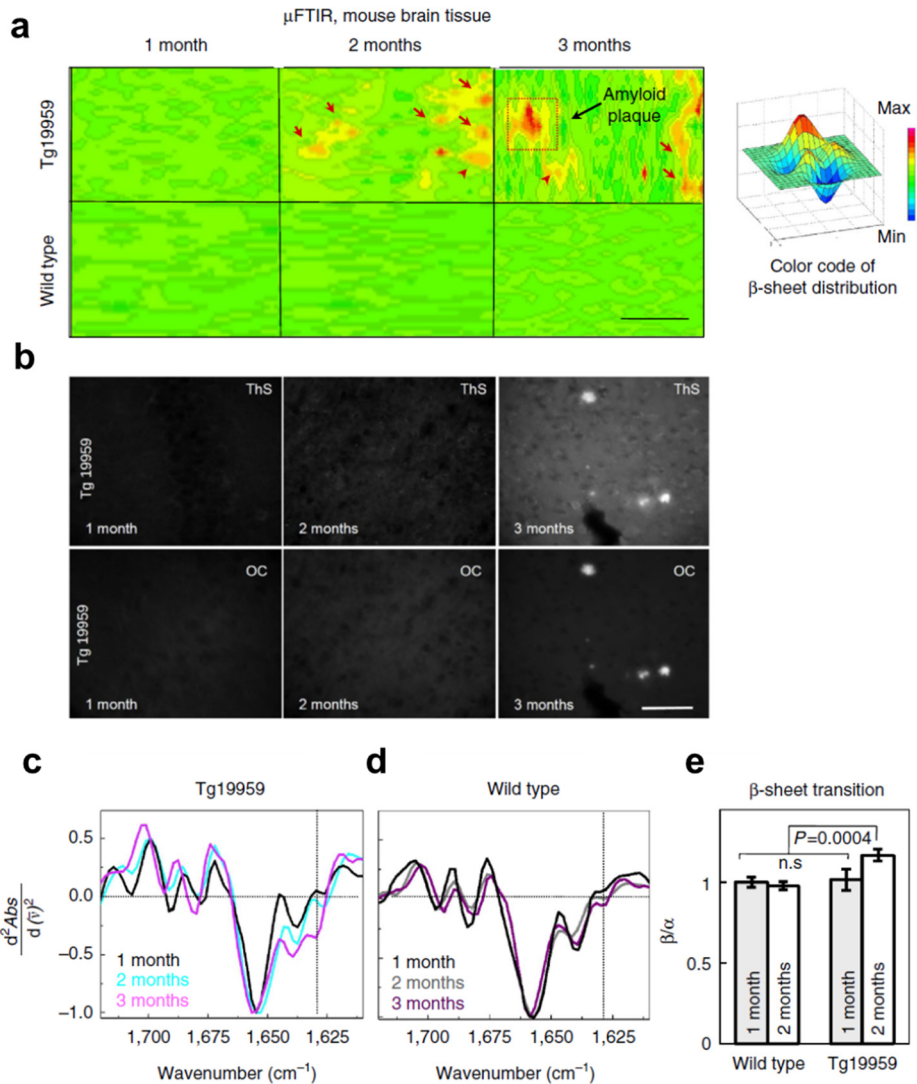 a
µFTIR, mouse brain tissue
1 month
2 months
3 months
Tg19959
Wild type
Amyloid
plaque
Max
Min
Color code of
β-sheet distribution
b
Tg 19959
ThS
1 month
ThS
2 months
ThS
3 months
Tg 19959
OC
1 month
OC
2 months
OC
3 months
c
Tg19959
d²Abs
d (ṽ)²
0.5
0.0
−0.5
−1.0
1 month
2 months
3 months
1,700
1,675
1,650
1,625
Wavenumber (cm⁻¹)
d
Wild type
1 month
2 months
3 months
1,700
1,675
1,650
1,625
Wavenumber (cm⁻¹)
e
β-sheet transition
P=0.0004
n.s
β/α
1
0.5
0
1 month
2 months
1 month
2 months
Wild type
Tg19959